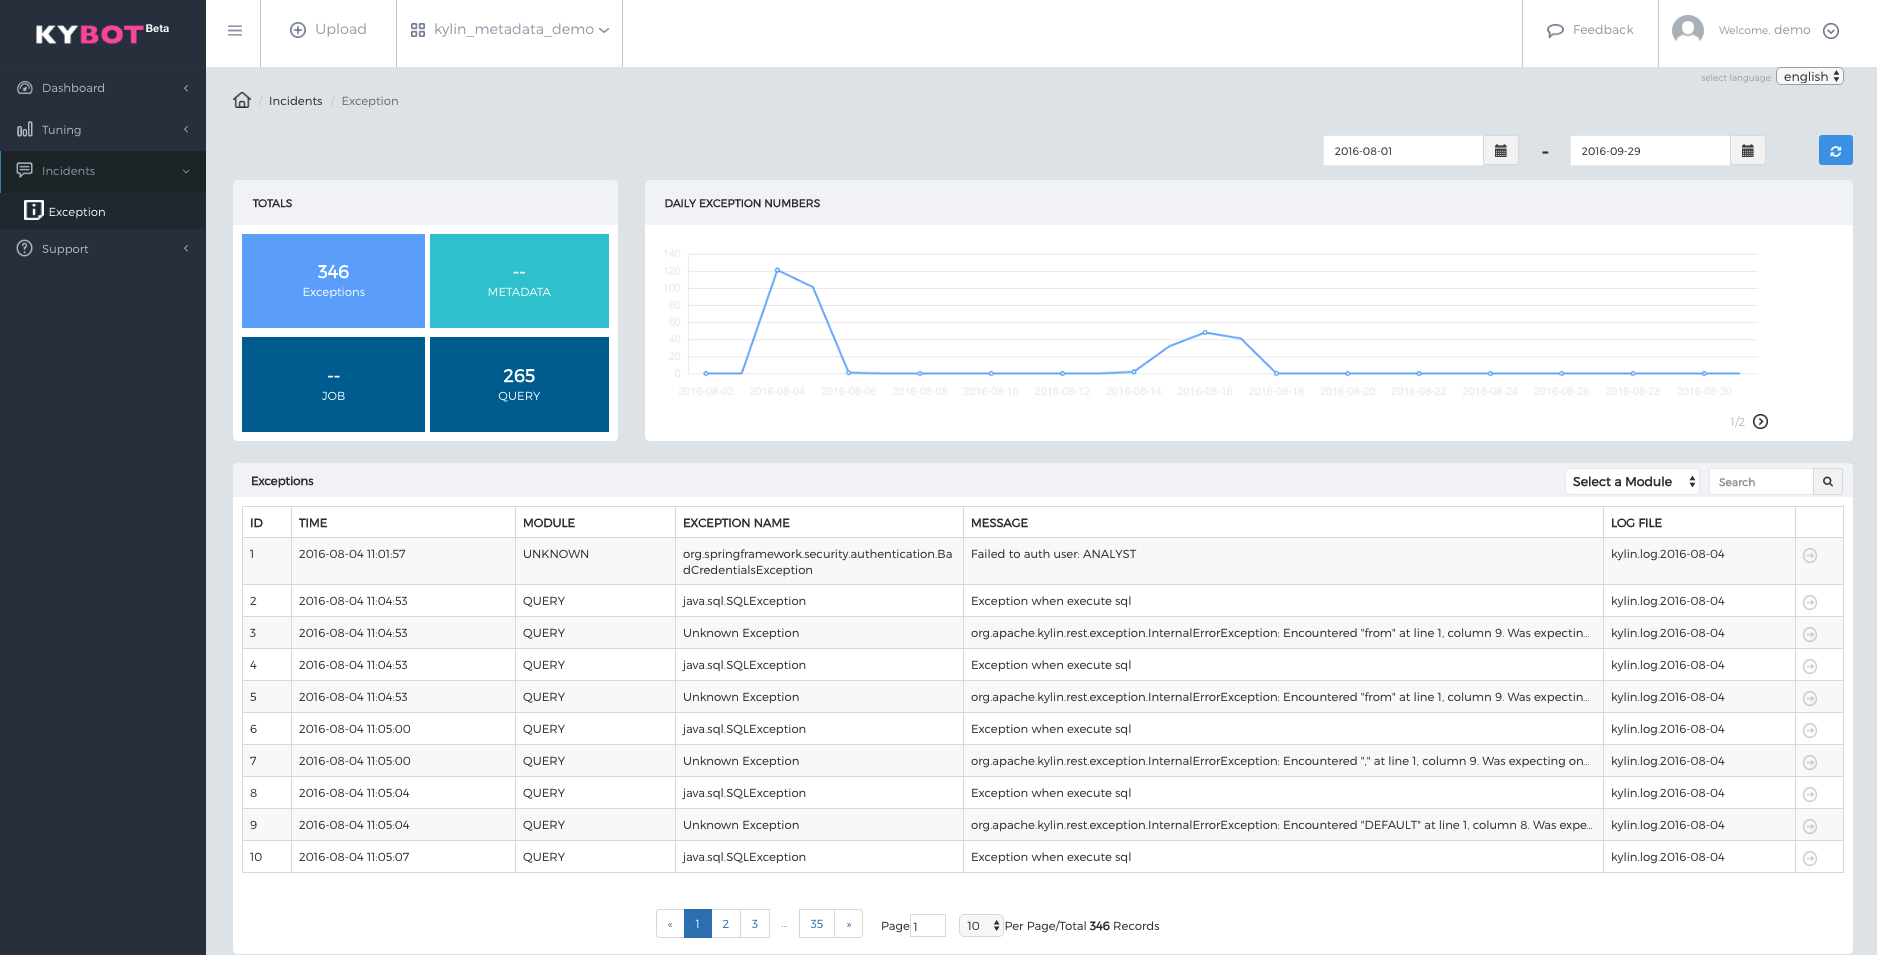 KYBOT Beta
Upload
kylin_metadata_demo
Feedback
Welcome, demo
select language: english
Dashboard
Tuning
Incidents
Exception
Support
/ Incidents / Exception
2016-08-01 - 2016-09-29
TOTALS
346
Exceptions
--
METADATA
--
JOB
265
QUERY
DAILY EXCEPTION NUMBERS
140
120
100
80
60
40
20
0
2016-08-02 2016-08-04 2016-08-06 2016-08-08 2016-08-10 2016-08-12 2016-08-14 2016-08-16 2016-08-18 2016-08-20 2016-08-22 2016-08-24 2016-08-26 2016-08-28 2016-08-30
1/2
Exceptions
Select a Module
Search
ID TIME MODULE EXCEPTION NAME MESSAGE LOG FILE
1 2016-08-04 11:01:57 UNKNOWN org.springframework.security.authentication.Ba Failed to auth user: ANALYST kylin.log.2016-08-04
dCredentialsException
2 2016-08-04 11:04:53 QUERY java.sql.SQLException Exception when execute sql kylin.log.2016-08-04
3 2016-08-04 11:04:53 QUERY Unknown Exception org.apache.kylin.rest.exception.InternalErrorException: Encountered "from" at line 1, column 9. Was expectin... kylin.log.2016-08-04
4 2016-08-04 11:04:53 QUERY java.sql.SQLException Exception when execute sql kylin.log.2016-08-04
5 2016-08-04 11:04:53 QUERY Unknown Exception org.apache.kylin.rest.exception.InternalErrorException: Encountered "from" at line 1, column 9. Was expectin... kylin.log.2016-08-04
6 2016-08-04 11:05:00 QUERY java.sql.SQLException Exception when execute sql kylin.log.2016-08-04
7 2016-08-04 11:05:00 QUERY Unknown Exception org.apache.kylin.rest.exception.InternalErrorException: Encountered "," at line 1, column 9. Was expecting on... kylin.log.2016-08-04
8 2016-08-04 11:05:04 QUERY java.sql.SQLException Exception when execute sql kylin.log.2016-08-04
9 2016-08-04 11:05:04 QUERY Unknown Exception org.apache.kylin.rest.exception.InternalErrorException: Encountered "DEFAULT" at line 1, column 8. Was expe... kylin.log.2016-08-04
10 2016-08-04 11:05:07 QUERY java.sql.SQLException Exception when execute sql kylin.log.2016-08-04
« 1 2 3 ... 35 » Page 1 10 Per Page/Total 346 Records